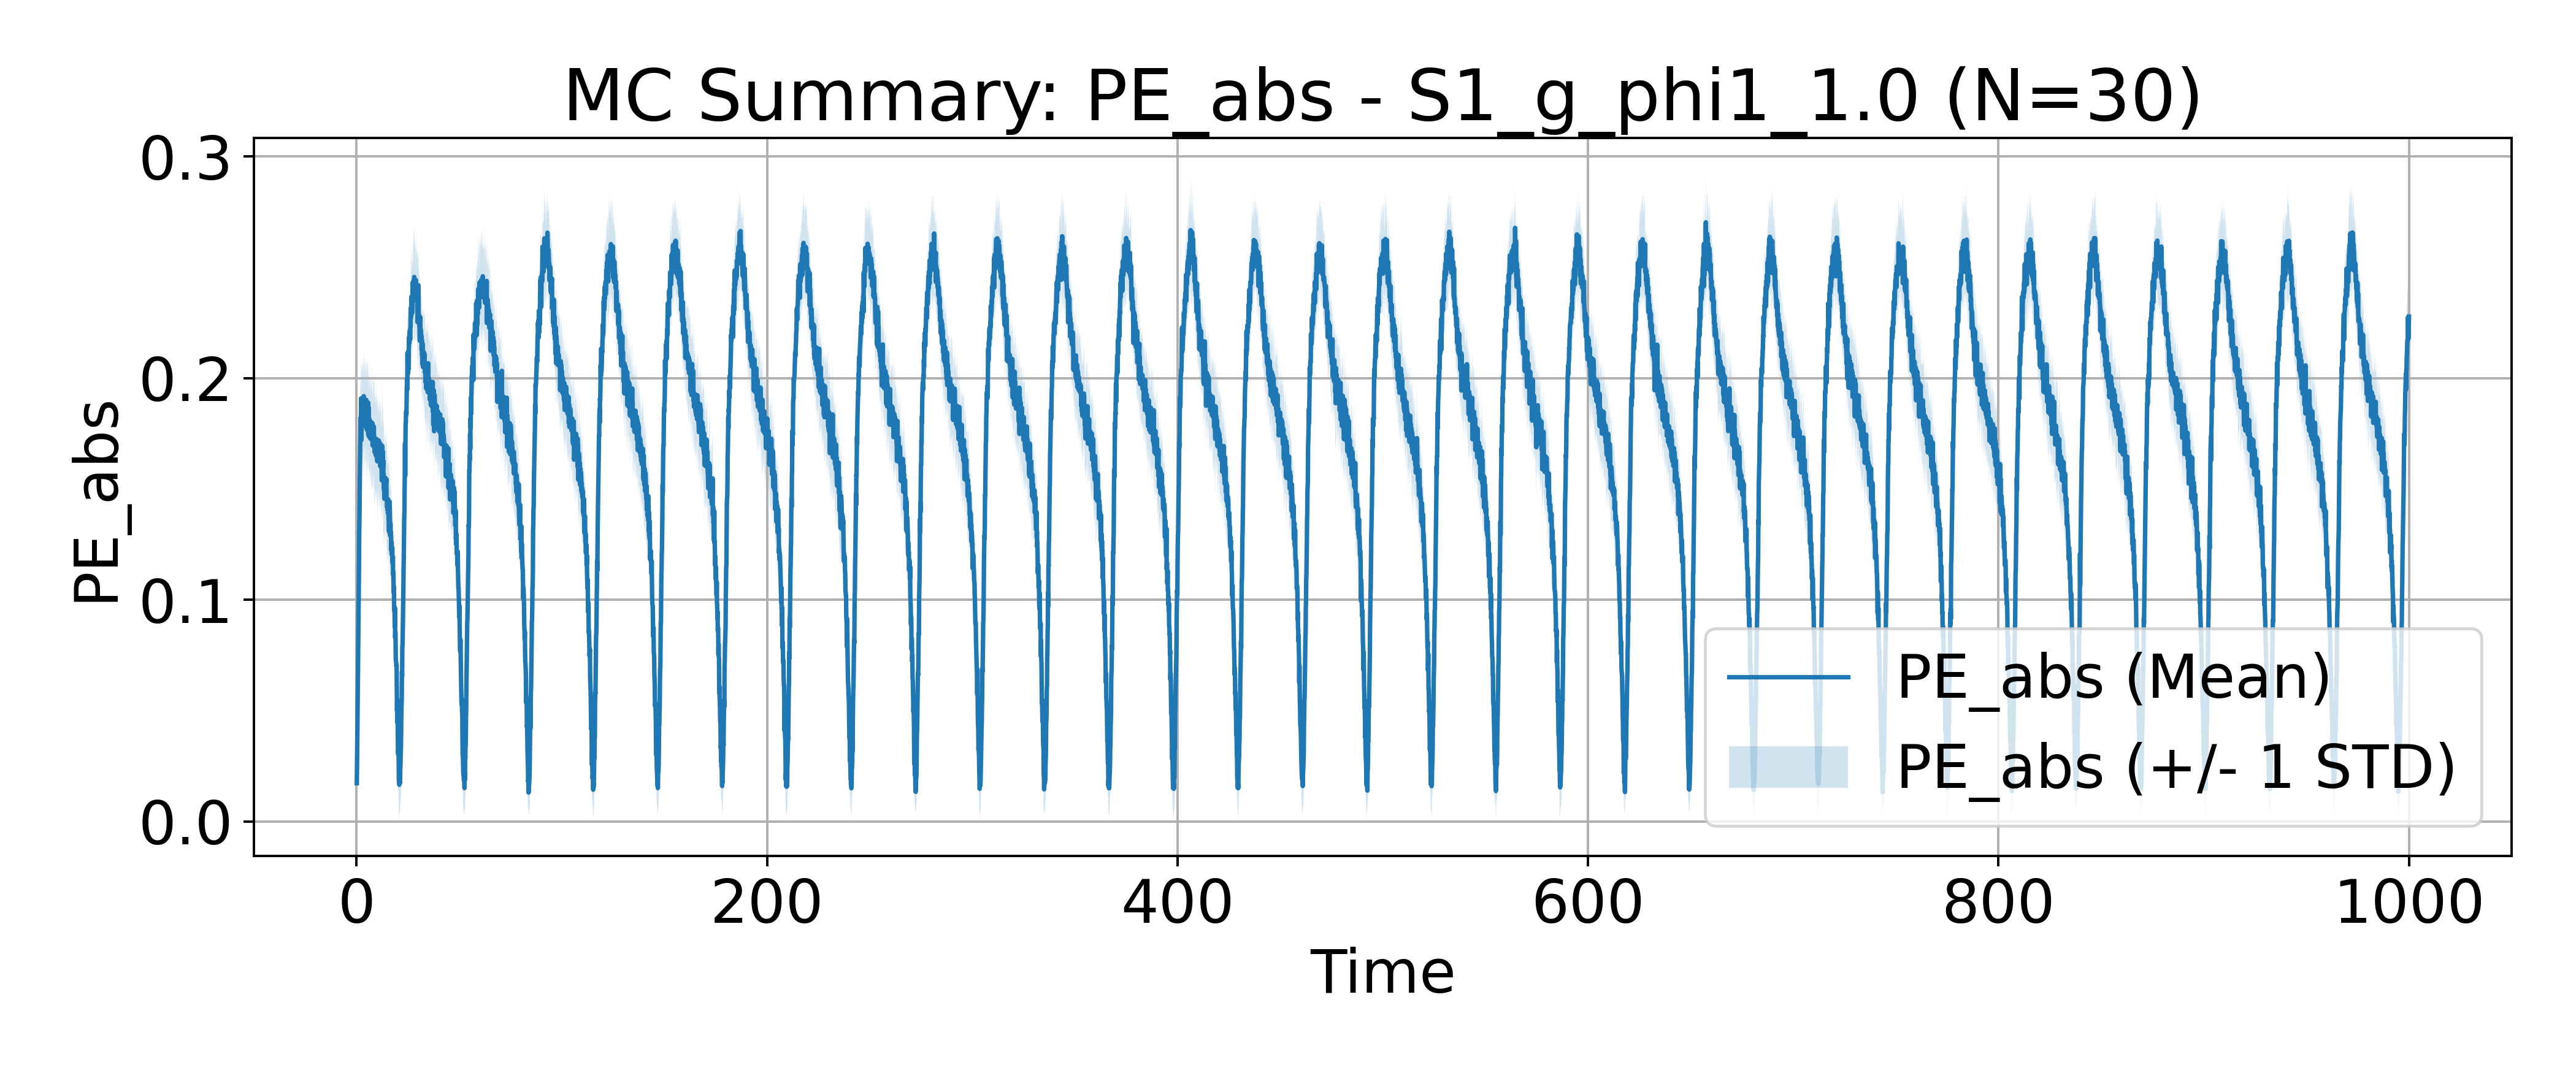 MC Summary: PE_abs - S1_g_phi1_1.0 (N=30)
0.3
0.2
0.1
0.0
PE_abs
PE_abs (Mean)
PE_abs (+/- 1 STD)
0 200 400 600 800 1000
Time